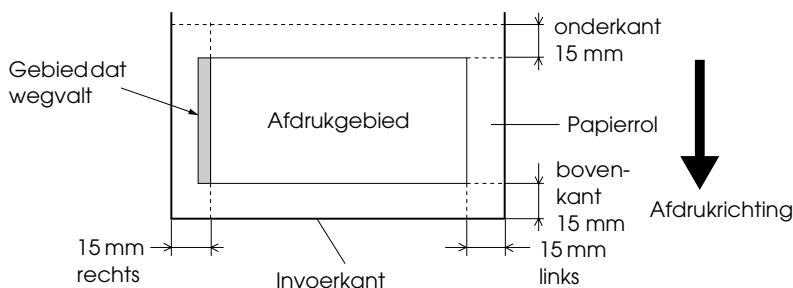 onderkant
15 mm
Gebied dat
wegvalt
Afdrukgebied
Papierrol
boven-
kant
15 mm
Afdrukrichting
15 mm
rechts
15 mm
links
Invoerkant